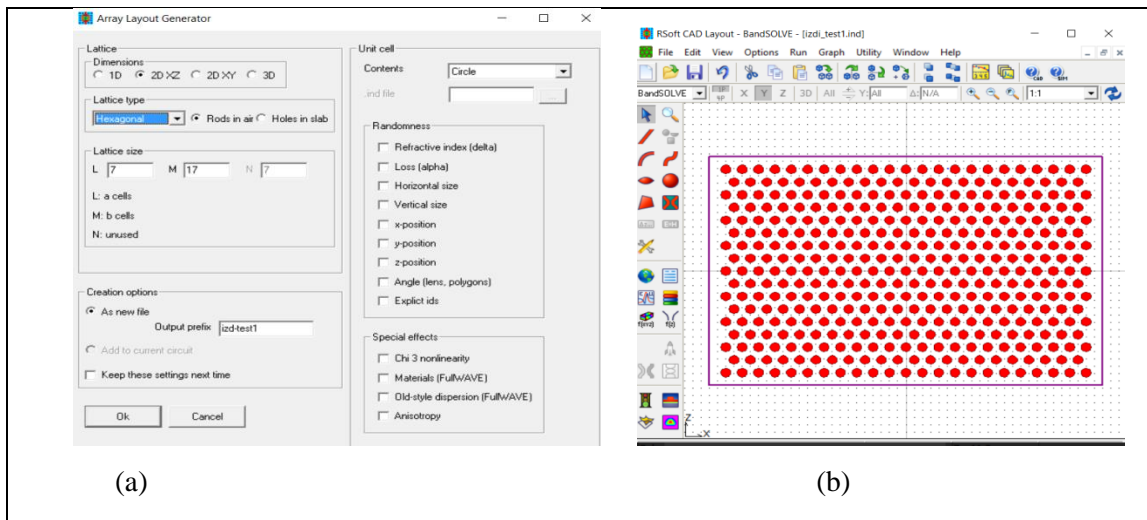 Array Layout Generator
Lattice
Dimensions
1D 2D XZ 2D XY 3D
Lattice type
Hexagonal Rods in air Holes in slab
Lattice size
L 7 M 17 N 7
L: a cells
M: b cells
N: unused
Creation options
As new file
Output prefix izd-test1
Add to current circuit
Keep these settings next time
Ok Cancel
Unit cell
Contents Circle
.ind file
Randomness
Refractive index (delta)
Loss (alpha)
Horizontal size
Vertical size
x-position
y-position
z-position
Angle (lens, polygons)
Explict ids
Special effects
Chi 3 nonlinearity
Materials (FullWAVE)
Old-style dispersion (FullWAVE)
Anisotropy
(a)
RSoft CAD Layout - BandSOLVE - [izdi_test1.ind]
File Edit View Options Run Graph Utility Window Help
BandSOLVE X Y Z 3D All Y: All Δ: N/A 1:1
Z
X
(b)